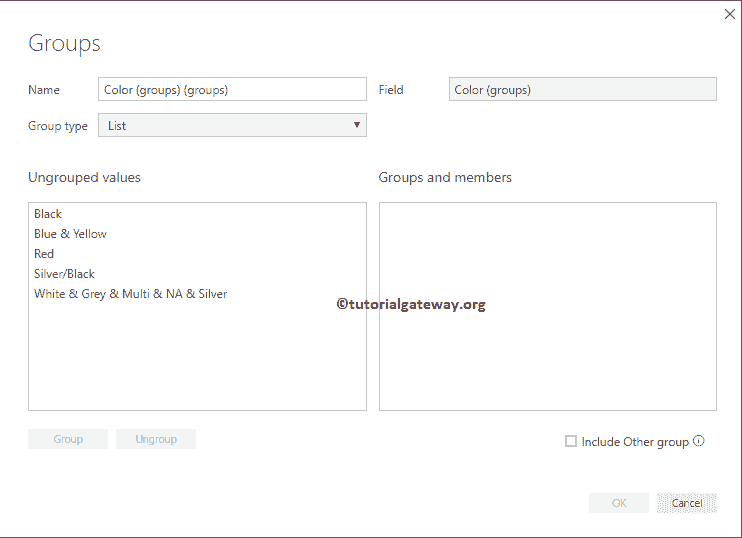 Groups
Name Color (groups) (groups) Field Color (groups)
Group type List
Ungrouped values Groups and members
Black
Blue & Yellow
Red
Silver/Black
White & Grey & Multi & NA & Silver
©tutorialgateway.org
Group Ungroup Include Other group
OK Cancel